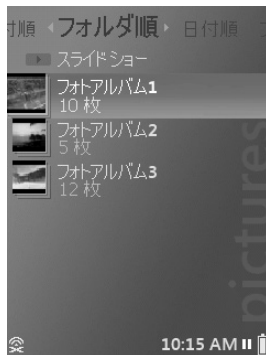 付順 フォルダ順 日付順
スライドショー
フォトアルバム1
10 枚
フォトアルバム2
5 枚
フォトアルバム3
12 枚
pictures
10:15 AM